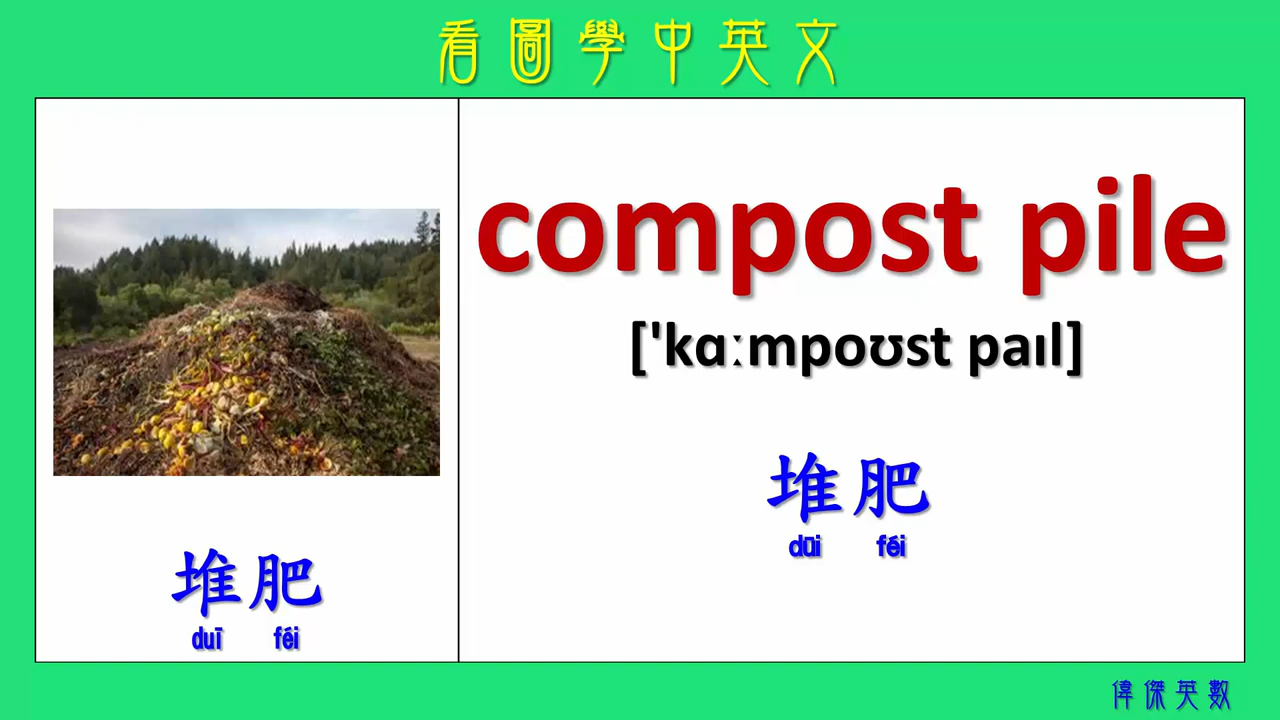 看圖學中英文
堆肥
duī féi
compost pile
['kɑːmpoʊst paɪl]
堆肥
dūi féi
偉傑英數